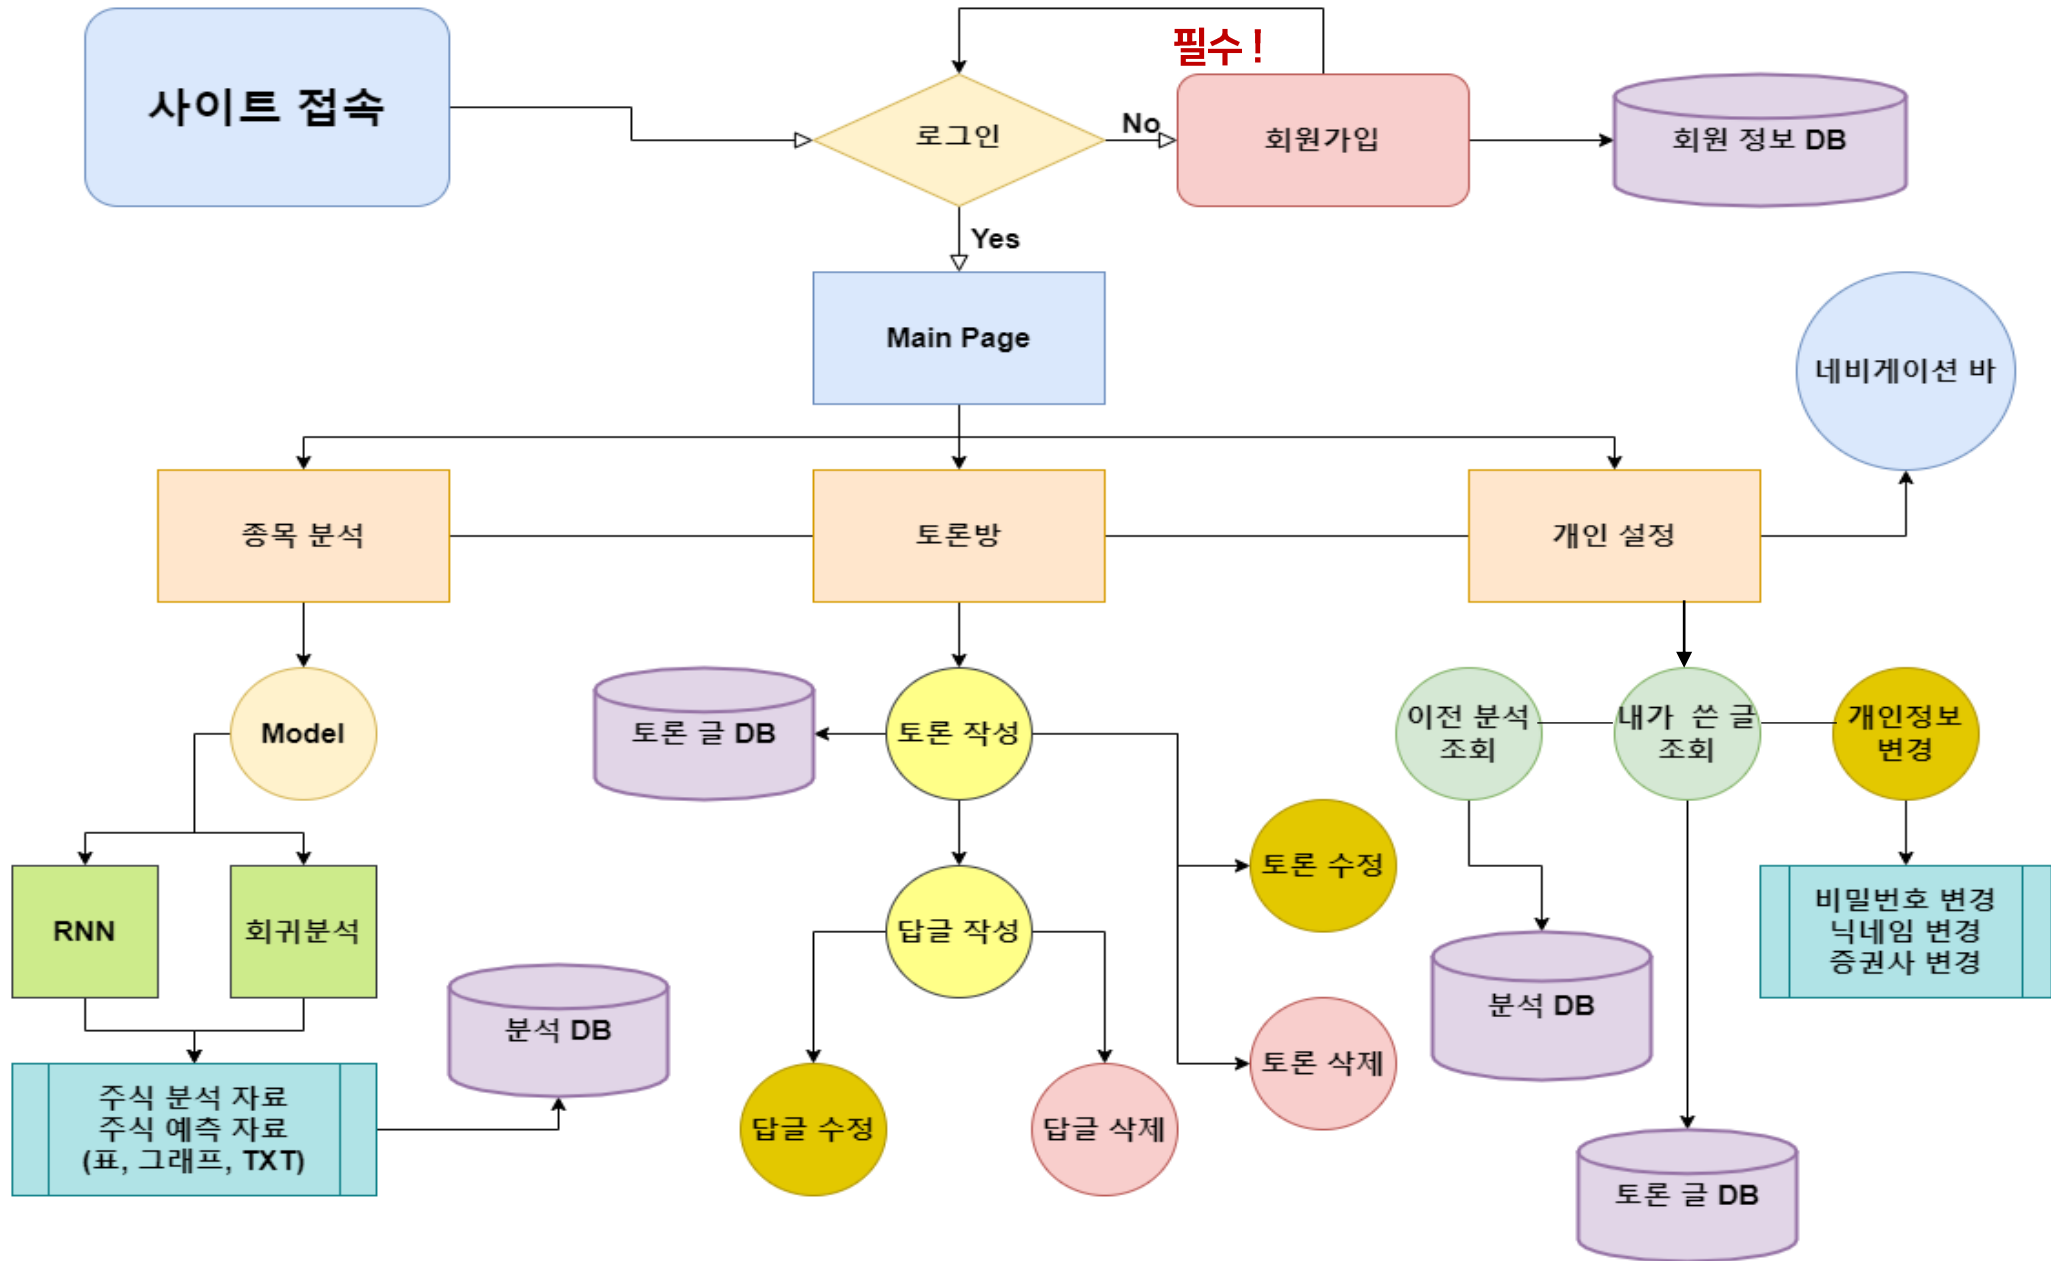 필수 !
사이트 접속
로그인
No
회원가입
회원 정보 DB
Yes
Main Page
네비게이션 바
종목 분석
토론방
개인 설정
Model
토론 글 DB
토론 작성
이전 분석
조회
내가 쓴 글
조회
개인정보
변경
RNN
회귀분석
답글 작성
토론 수정
비밀번호 변경
닉네임 변경
증권사 변경
분석 DB
분석 DB
주식 분석 자료
주식 예측 자료
(표, 그래프, TXT)
답글 수정
답글 삭제
토론 삭제
토론 글 DB